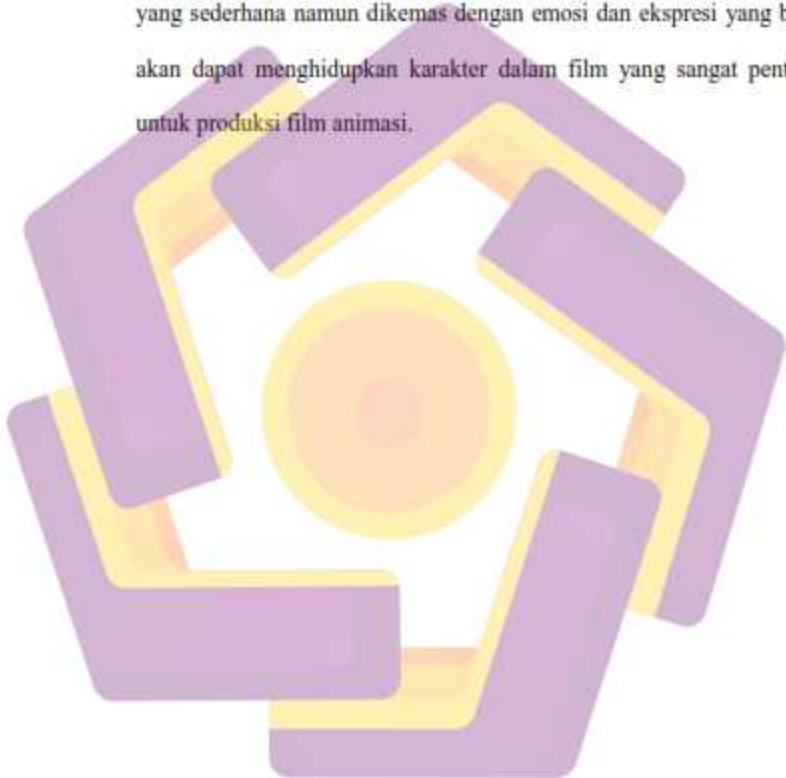 yang sederhana namun dikemas dengan emosi dan ekspresi yang
akan dapat menghidupkan karakter dalam film yang sangat
untuk produksi film animasi.